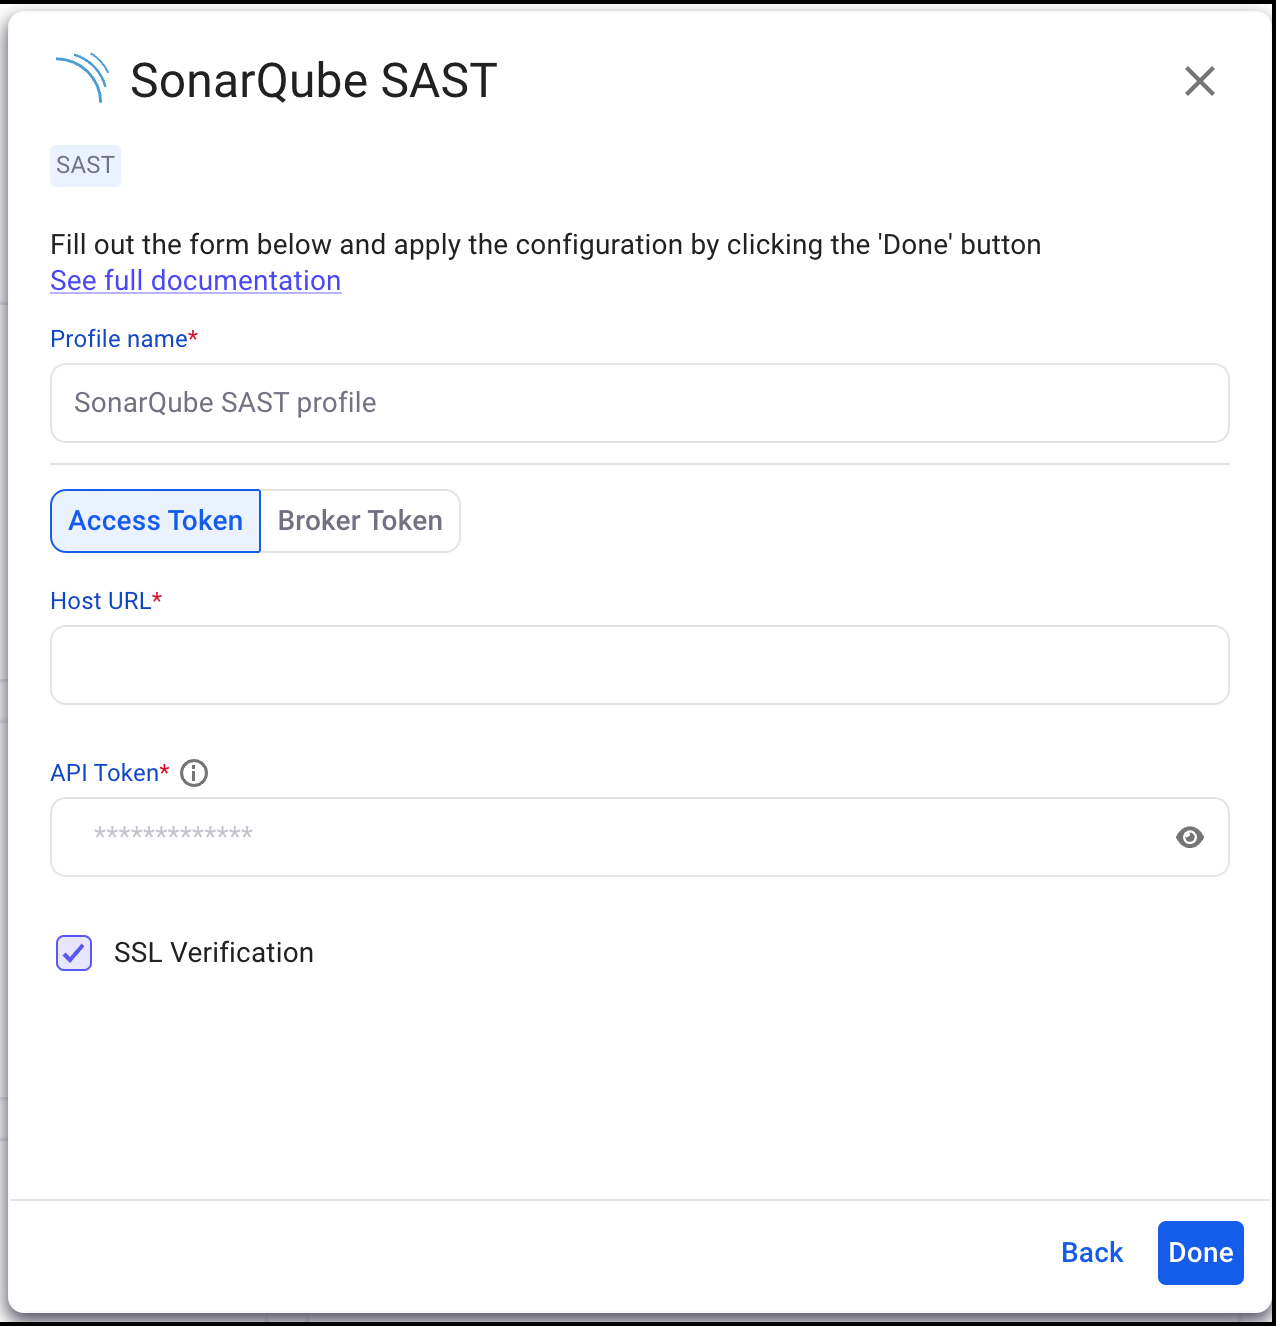 SonarQube SAST
SAST
Fill out the form below and apply the configuration by clicking the 'Done' button
See full documentation
Profile name*
SonarQube SAST profile
Access Token Broker Token
Host URL*
API Token*
*************
SSL Verification
Back Done